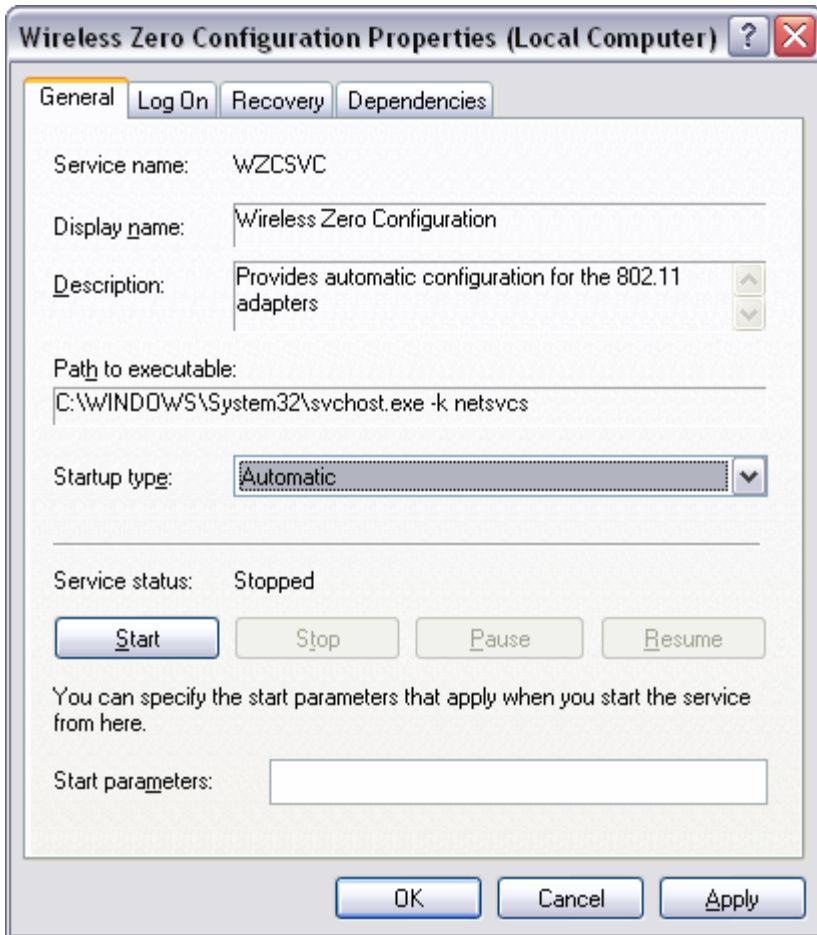 Wireless Zero Configuration Properties (Local Computer) ?
General Log On Recovery Dependencies
Service name: WZCSVC
Display name: Wireless Zero Configuration
Description: Provides automatic configuration for the 802.11
adapters
Path to executable:
C:\WINDOWS\System32\svchost.exe -k netsvcs
Startup type: Automatic
Service status: Stopped
Start Stop Pause Resume
You can specify the start parameters that apply when you start the service
from here.
Start parameters:
OK Cancel Apply